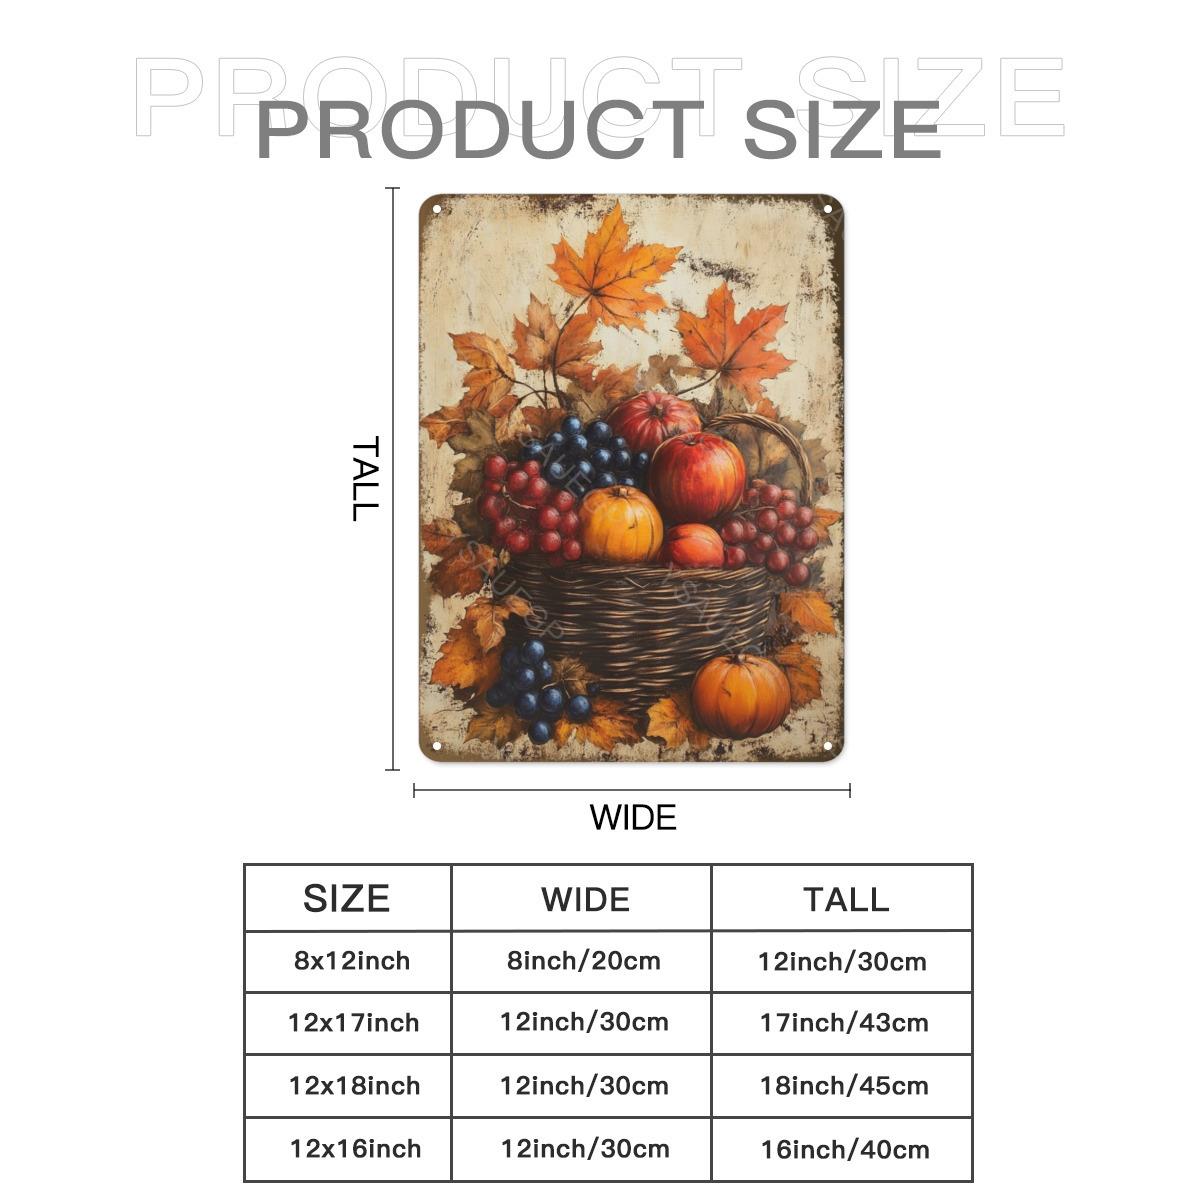 PRODUCT SIZE
PRODUCT SIZE
TALL
WIDE
SIZE WIDE TALL
8x12inch 8inch/20cm 12inch/30cm
12x17inch 12inch/30cm 17inch/43cm
12x18inch 12inch/30cm 18inch/45cm
12x16inch 12inch/30cm 16inch/40cm